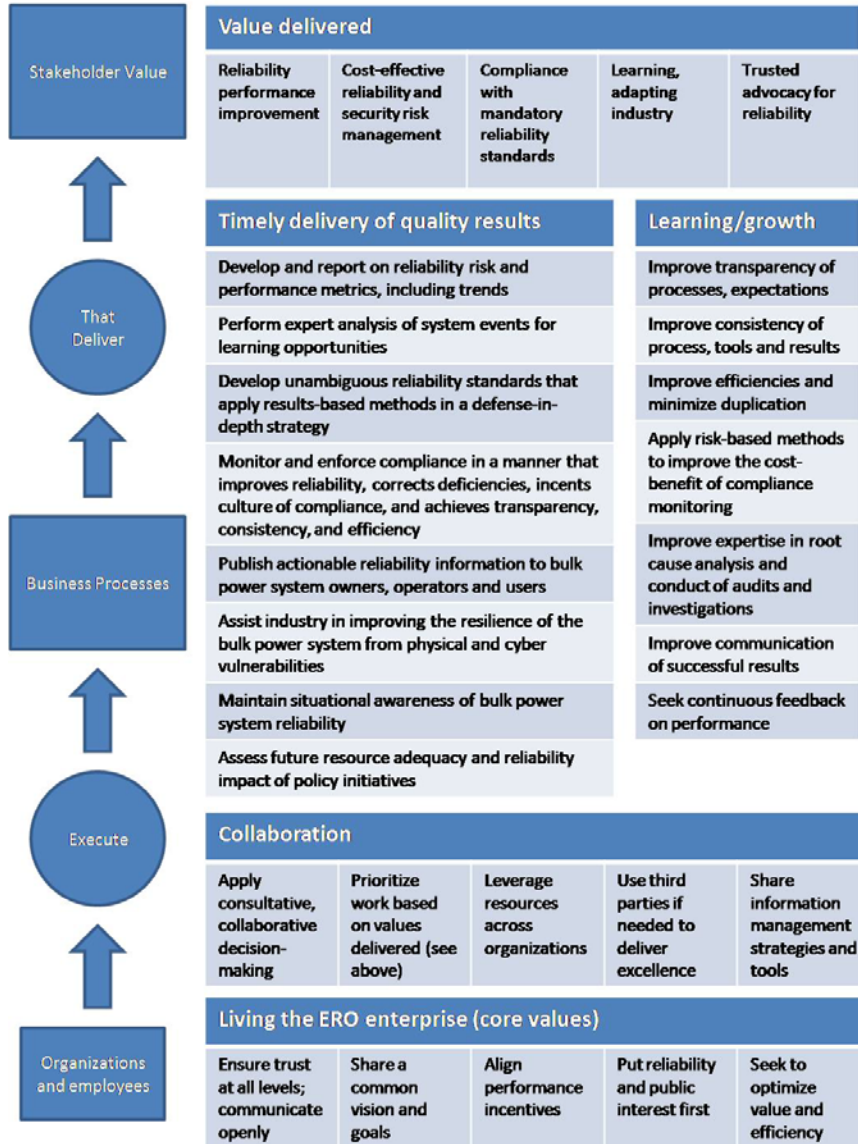 Stakeholder Value
Value delivered
Reliability
performance
improvement
Cost-effective
reliability and
security risk
management
Compliance
with
mandatory
reliability
standards
Learning,
adapting
industry
Trusted
advocacy for
reliability
That
Deliver
Timely delivery of quality results
Develop and report on reliability risk and
performance metrics, including trends
Perform expert analysis of system events for
learning opportunities
Develop unambiguous reliability standards that
apply results-based methods in a defense-in-
depth strategy
Monitor and enforce compliance in a manner that
improves reliability, corrects deficiencies, incents
culture of compliance, and achieves transparency,
consistency, and efficiency
Publish actionable reliability information to bulk
power system owners, operators and users
Assist industry in improving the resilience of the
bulk power system from physical and cyber
vulnerabilities
Maintain situational awareness of bulk power
system reliability
Assess future resource adequacy and reliability
impact of policy initiatives
Learning/growth
Improve transparency of
processes, expectations
Improve consistency of
process, tools and results
Improve efficiencies and
minimize duplication
Apply risk-based methods
to improve the cost-
benefit of compliance
monitoring
Improve expertise in root
cause analysis and
conduct of audits and
investigations
Improve communication
of successful results
Seek continuous feedback
on performance
Business Processes
Execute
Collaboration
Apply
consultative,
collaborative
decision-
making
Prioritize
work based
on values
delivered (see
above)
Leverage
resources
across
organizations
Use third
parties if
needed to
deliver
excellence
Share
information
management
strategies and
tools
Organizations
and employees
Living the ERO enterprise (core values)
Ensure trust
at all levels;
communicate
openly
Share a
common
vision and
goals
Align
performance
incentives
Put reliability
and public
interest first
Seek to
optimize
value and
efficiency